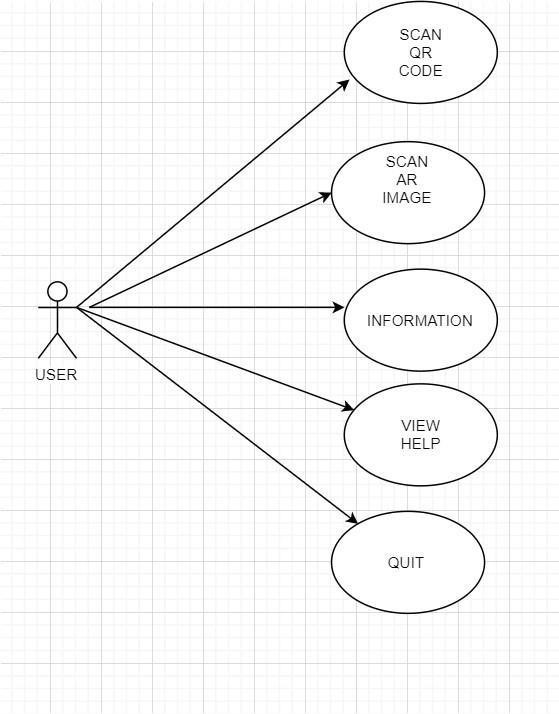 SCAN
QR
CODE
SCAN
AR
IMAGE
INFORMATION
USER
VIEW
HELP
QUIT